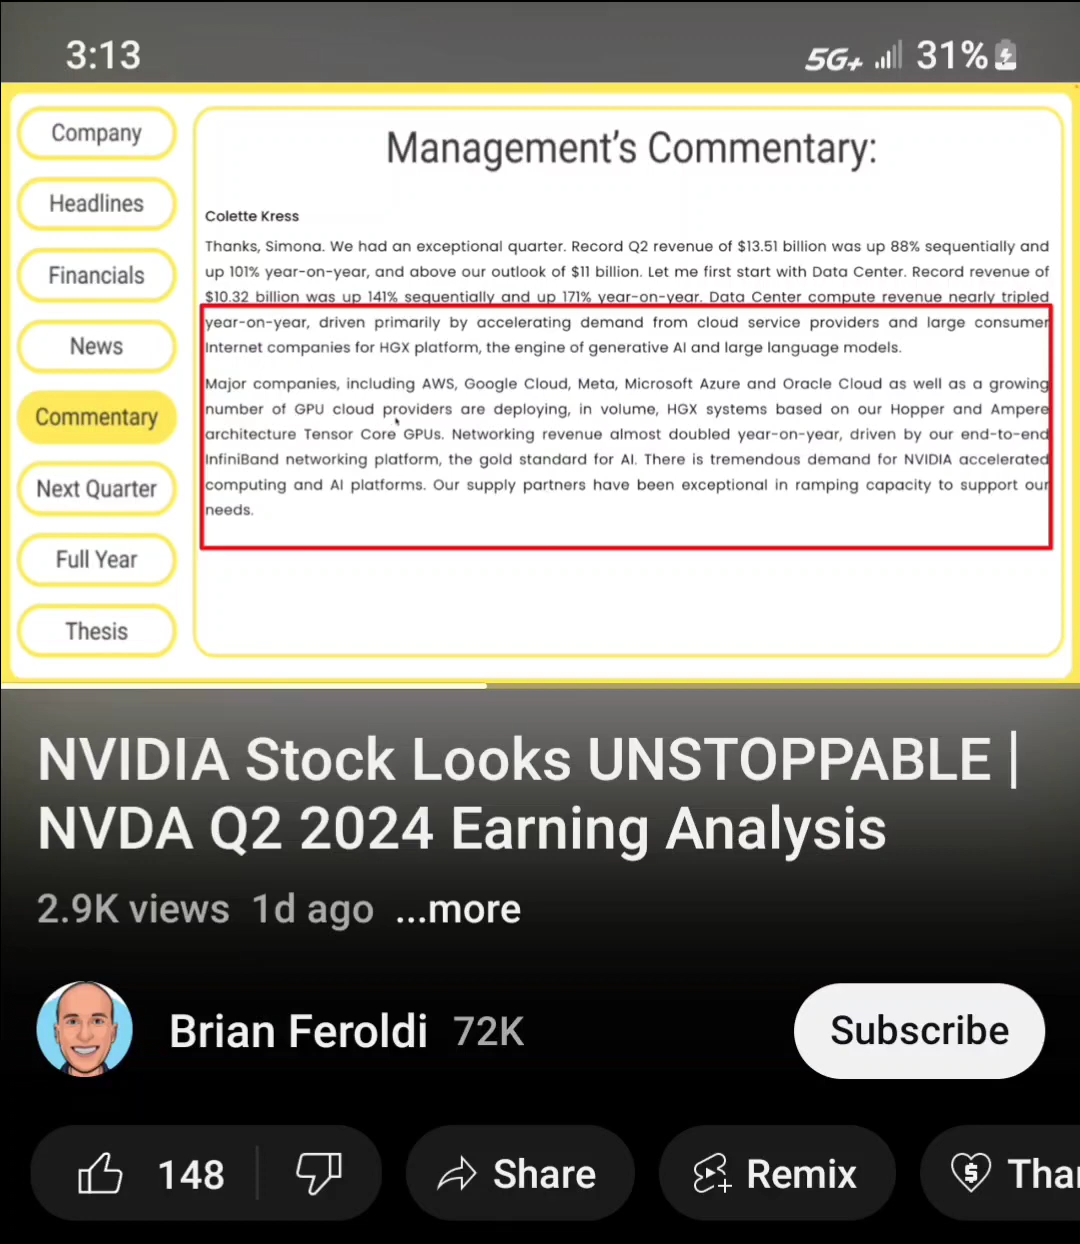 3:13
5G+ 31%
Company
Headlines
Financials
News
Commentary
Next Quarter
Full Year
Thesis
Management's Commentary:
Colette Kress
Thanks, Simona. We had an exceptional quarter. Record Q2 revenue of $13.51 billion was up 88% sequentially and
up 101% year-on-year, and above our outlook of $11 billion. Let me first start with Data Center. Record revenue of
$10.32 billion was up 141% sequentially and up 171% year-on-year. Data Center compute revenue nearly tripled
year-on-year, driven primarily by accelerating demand from cloud service providers and large consumer
Internet companies for HGX platform, the engine of generative AI and large language models.
Major companies, including AWS, Google Cloud, Meta, Microsoft Azure and Oracle Cloud as well as a growing
number of GPU cloud providers are deploying, in volume, HGX systems based on our Hopper and Ampere
architecture Tensor Core GPUs. Networking revenue almost doubled year-on-year, driven by our end-to-end
InfiniBand networking platform, the gold standard for AI. There is tremendous demand for NVIDIA accelerated
computing and AI platforms. Our supply partners have been exceptional in ramping capacity to support our
needs.
NVIDIA Stock Looks UNSTOPPABLE |
NVDA Q2 2024 Earning Analysis
2.9K views 1d ago ...more
Brian Feroldi 72K
Subscribe
148
Share
Remix
Than